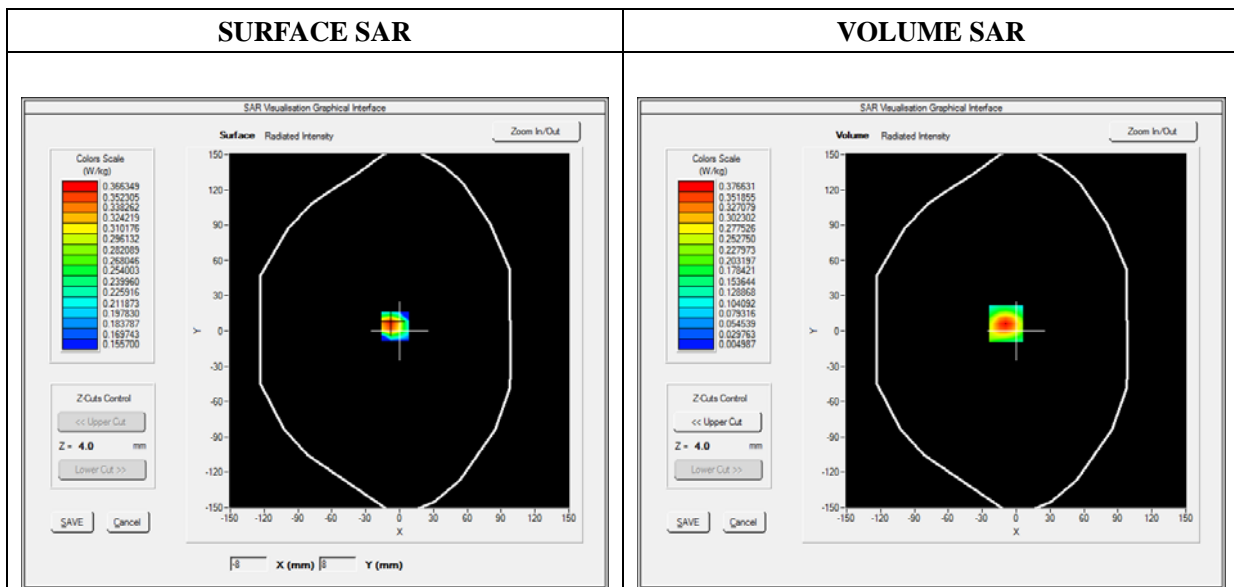 SURFACE SAR
VOLUME SAR
SAR Visualisation Graphical Interface
Surface Radiated Intensity
Zoom In/Out
Colors Scale
(W/kg)
0.366349
0.352305
0.338262
0.324219
0.310176
0.296132
0.282089
0.268046
0.254003
0.239960
0.225916
0.211873
0.197830
0.183787
0.169743
0.155700
Z-Cuts Control
<< Upper Cut
Z = 4.0 mm
Lower Cut >>
SAVE Cancel
150
120
90
60
30
0
-30
-60
-90
-120
-150
Y
-150 -120 -90 -60 -30 0 30 60 90 120 150
X
-8 X (mm) 8 Y (mm)
SAR Visualisation Graphical Interface
Volume Radiated Intensity
Zoom In/Out
Colors Scale
(W/kg)
0.376631
0.351855
0.327079
0.302302
0.277526
0.252750
0.227973
0.203197
0.178421
0.153644
0.128868
0.104092
0.079316
0.054539
0.029763
0.004987
Z-Cuts Control
<< Upper Cut
Z = 4.0 mm
Lower Cut >>
SAVE Cancel
150
120
90
60
30
0
-30
-60
-90
-120
-150
Y
-150 -120 -90 -60 -30 0 30 60 90 120 150
X